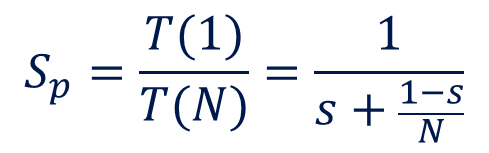 S_p = T(1) / T(N) = 1 / (s + (1−s) / N)